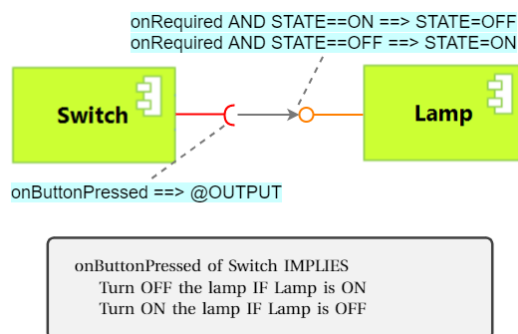 onRequired AND STATE==ON ==> STATE=OFF
onRequired AND STATE==OFF ==> STATE=ON
Switch
Lamp
onButtonPressed ==> @OUTPUT
onButtonPressed of Switch IMPLIES
Turn OFF the lamp IF Lamp is ON
Turn ON the lamp IF Lamp is OFF